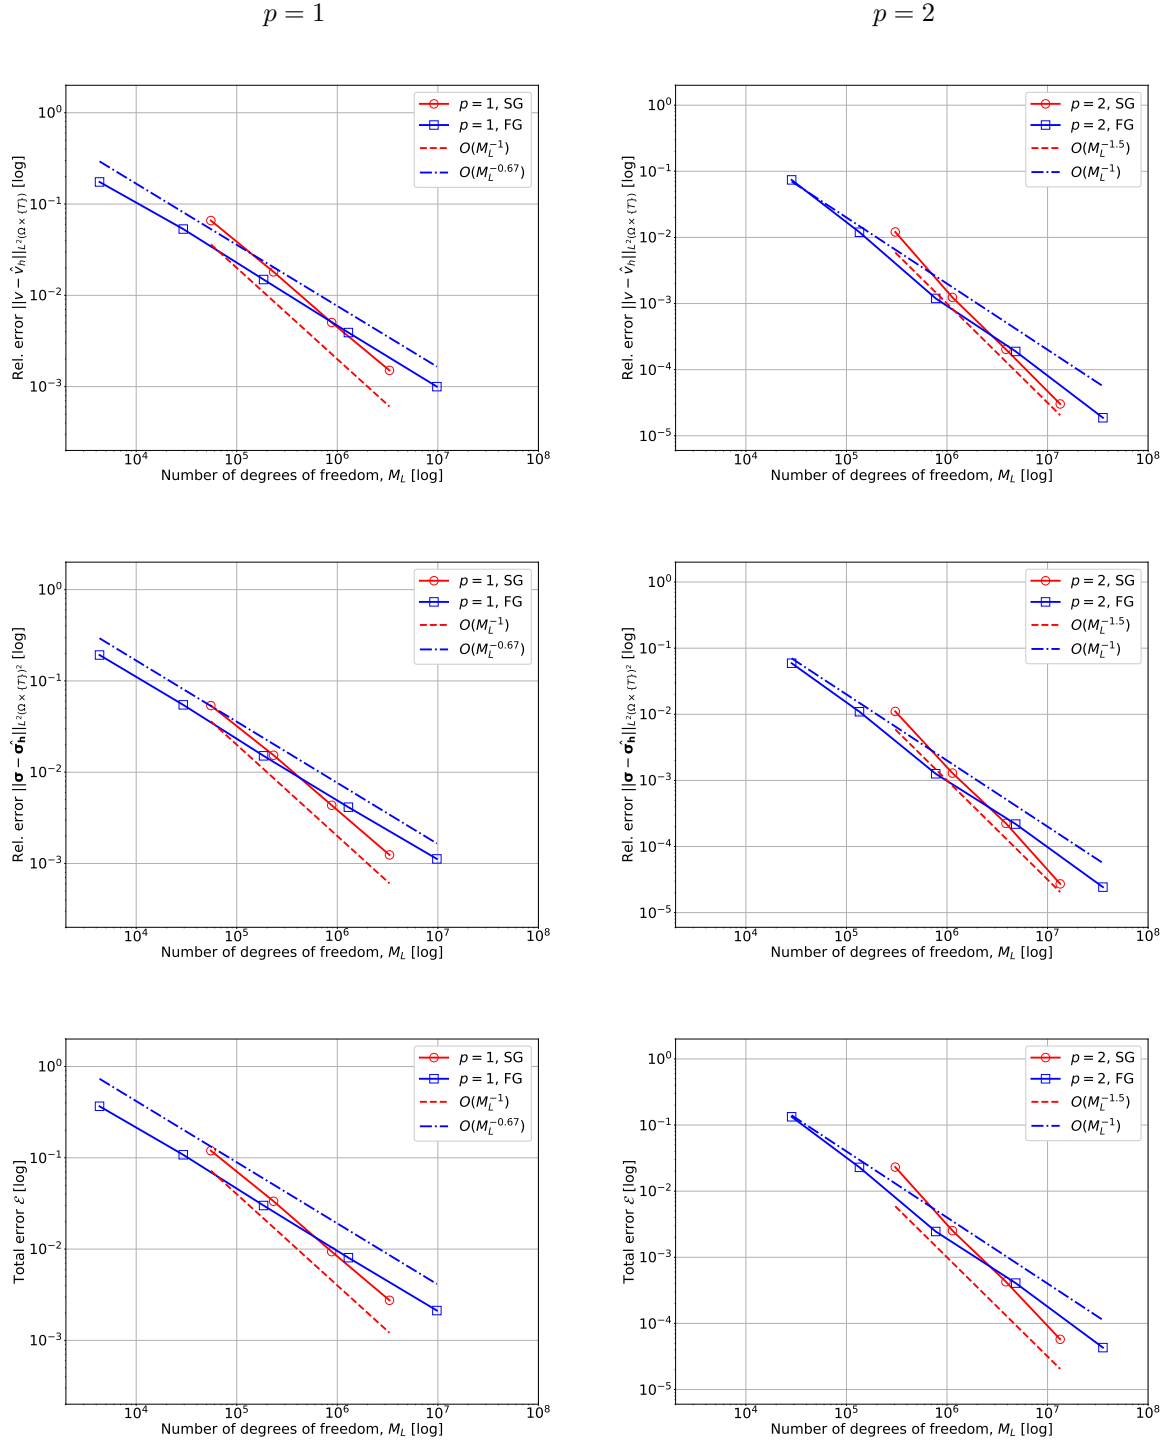 p = 1
p = 2
10⁰
10⁻¹
10⁻²
10⁻³
Rel. error ||v − v̂ₕ||_{L²(Ω×{T})} [log]
p = 1, SG
p = 1, FG
O(M_L^{−1})
O(M_L^{−0.67})
10⁴ 10⁵ 10⁶ 10⁷ 10⁸
Number of degrees of freedom, M_L [log]
10⁰
10⁻¹
10⁻²
10⁻³
10⁻⁴
10⁻⁵
Rel. error ||v − v̂ₕ||_{L²(Ω×{T})} [log]
p = 2, SG
p = 2, FG
O(M_L^{−1.5})
O(M_L^{−1})
10⁴ 10⁵ 10⁶ 10⁷ 10⁸
Number of degrees of freedom, M_L [log]
10⁰
10⁻¹
10⁻²
10⁻³
Rel. error ||σ − σ̂ₕ||_{L²(Ω×{T})²} [log]
p = 1, SG
p = 1, FG
O(M_L^{−1})
O(M_L^{−0.67})
10⁴ 10⁵ 10⁶ 10⁷ 10⁸
Number of degrees of freedom, M_L [log]
10⁰
10⁻¹
10⁻²
10⁻³
10⁻⁴
10⁻⁵
Rel. error ||σ − σ̂ₕ||_{L²(Ω×{T})²} [log]
p = 2, SG
p = 2, FG
O(M_L^{−1.5})
O(M_L^{−1})
10⁴ 10⁵ 10⁶ 10⁷ 10⁸
Number of degrees of freedom, M_L [log]
10⁰
10⁻¹
10⁻²
10⁻³
Total error ℰ [log]
p = 1, SG
p = 1, FG
O(M_L^{−1})
O(M_L^{−0.67})
10⁴ 10⁵ 10⁶ 10⁷ 10⁸
Number of degrees of freedom, M_L [log]
10⁰
10⁻¹
10⁻²
10⁻³
10⁻⁴
10⁻⁵
Total error ℰ [log]
p = 2, SG
p = 2, FG
O(M_L^{−1.5})
O(M_L^{−1})
10⁴ 10⁵ 10⁶ 10⁷ 10⁸
Number of degrees of freedom, M_L [log]